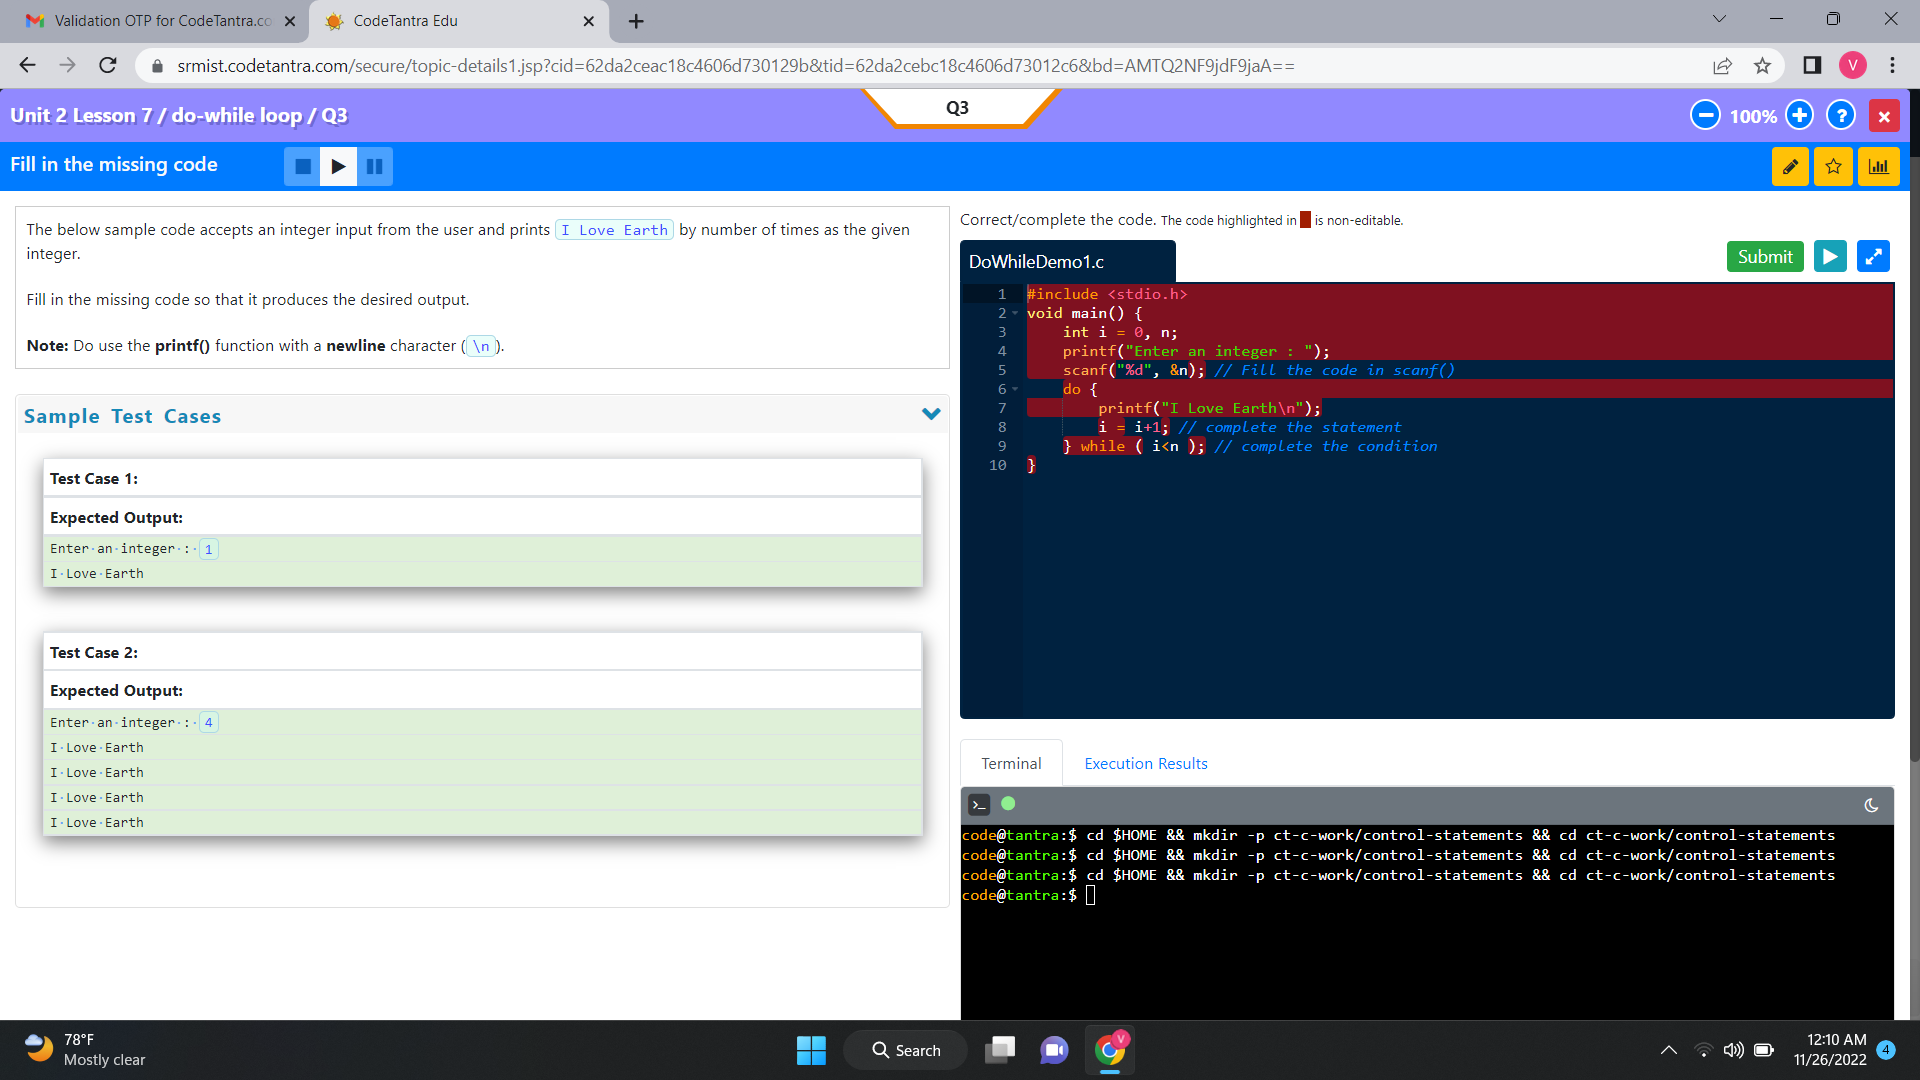 Validation OTP for CodeTantra.co
CodeTantra Edu
srmist.codetantra.com/secure/topic-details1.jsp?cid=62da2ceac18c4606d730129b&tid=62da2cebc18c4606d73012c6&bd=AMTQ2NF9jdF9jaA==
V
Unit 2 Lesson 7 / do-while loop / Q3
Q3
100%
?
Fill in the missing code
The below sample code accepts an integer input from the user and prints I Love Earth by number of times as the given
integer.
Fill in the missing code so that it produces the desired output.
Note: Do use the printf() function with a newline character ( \n ).
Sample Test Cases
Test Case 1:
Expected Output:
Enter·an·integer·:· 1
I·Love·Earth
Test Case 2:
Expected Output:
Enter·an·integer·:· 4
I·Love·Earth
I·Love·Earth
I·Love·Earth
I·Love·Earth
Correct/complete the code. The code highlighted in is non-editable.
DoWhileDemo1.c
Submit
1 #include <stdio.h>
2 void main() {
3 int i = 0, n;
4 printf("Enter an integer : ");
5 scanf("%d", &n); // Fill the code in scanf()
6 do {
7 printf("I Love Earth\n");
8 i = i+1; // complete the statement
9 } while ( i<n ); // complete the condition
10 }
Terminal
Execution Results
>_
code@tantra:$ cd $HOME && mkdir -p ct-c-work/control-statements && cd ct-c-work/control-statements
code@tantra:$ cd $HOME && mkdir -p ct-c-work/control-statements && cd ct-c-work/control-statements
code@tantra:$ cd $HOME && mkdir -p ct-c-work/control-statements && cd ct-c-work/control-statements
code@tantra:$
78°F
Mostly clear
Search
V
12:10 AM
11/26/2022
4